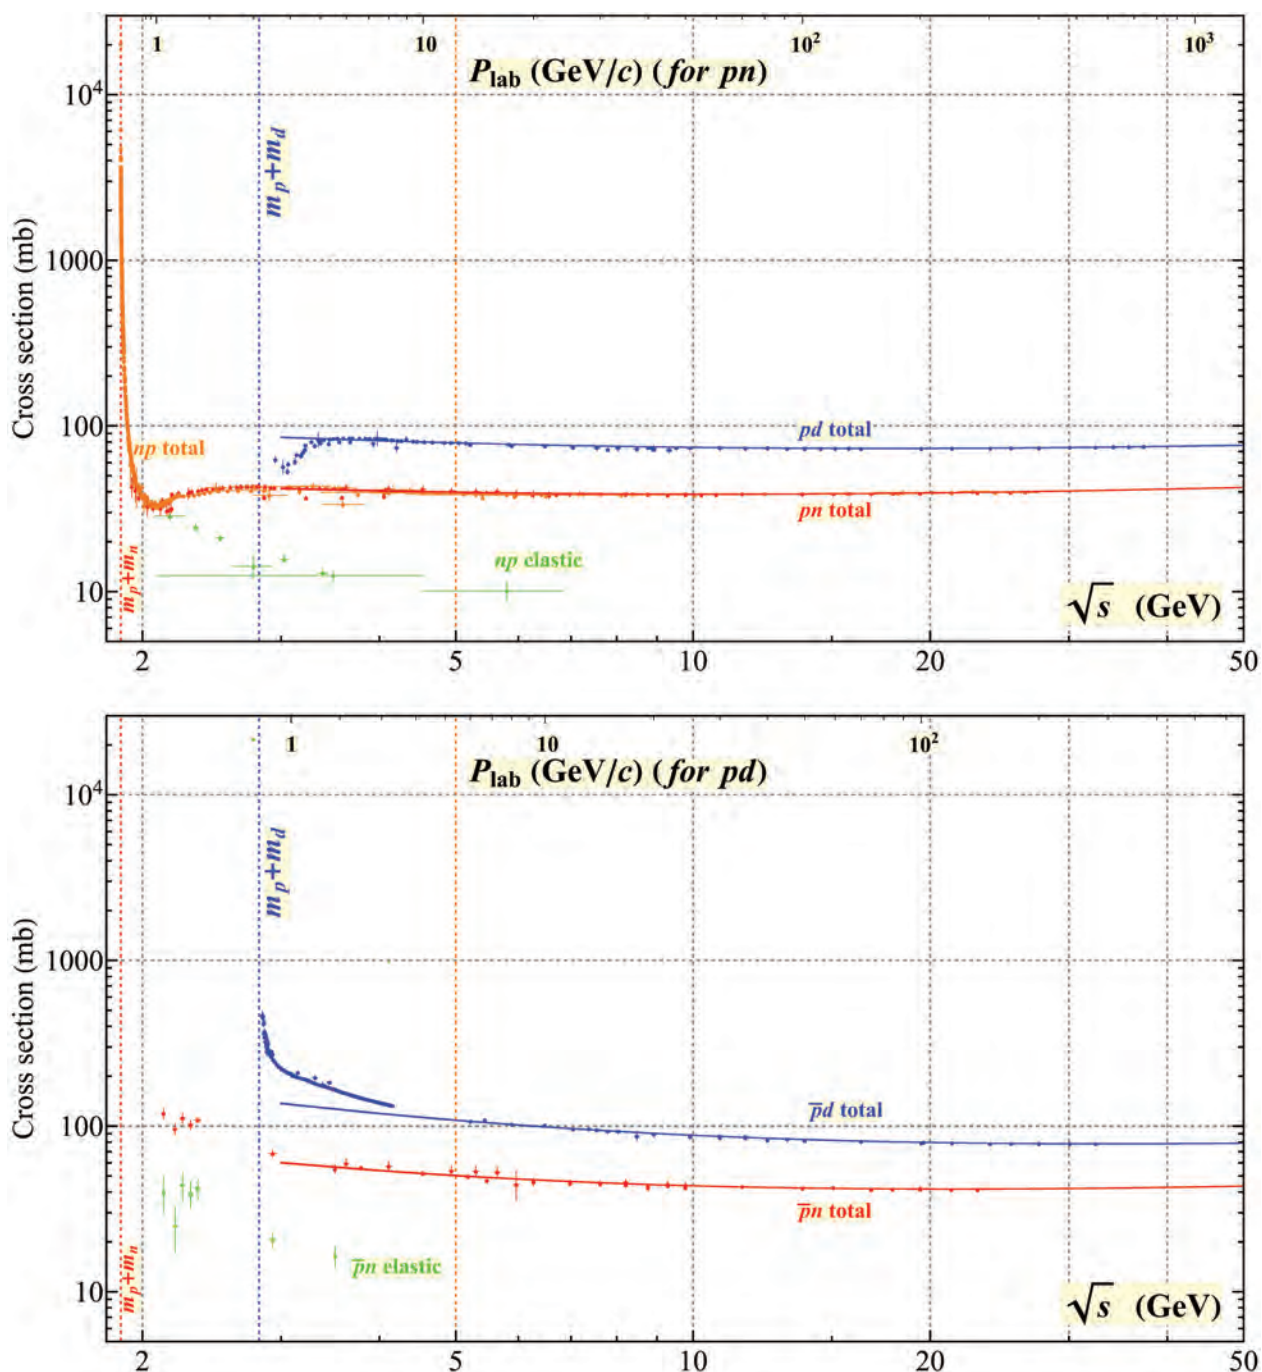 1 10 10² 10³
P_lab (GeV/c) (for pn)
10⁴
m_p+m_d
1000
Cross section (mb)
100
np total
pd total
pn total
np elastic
10
m_p+m_n
√s (GeV)
2 5 10 20 50
1 10 10²
P_lab (GeV/c) (for pd)
10⁴
m_p+m_d
1000
Cross section (mb)
100
p̅d total
p̅n total
p̅n elastic
10
m_p+m_n
√s (GeV)
2 5 10 20 50